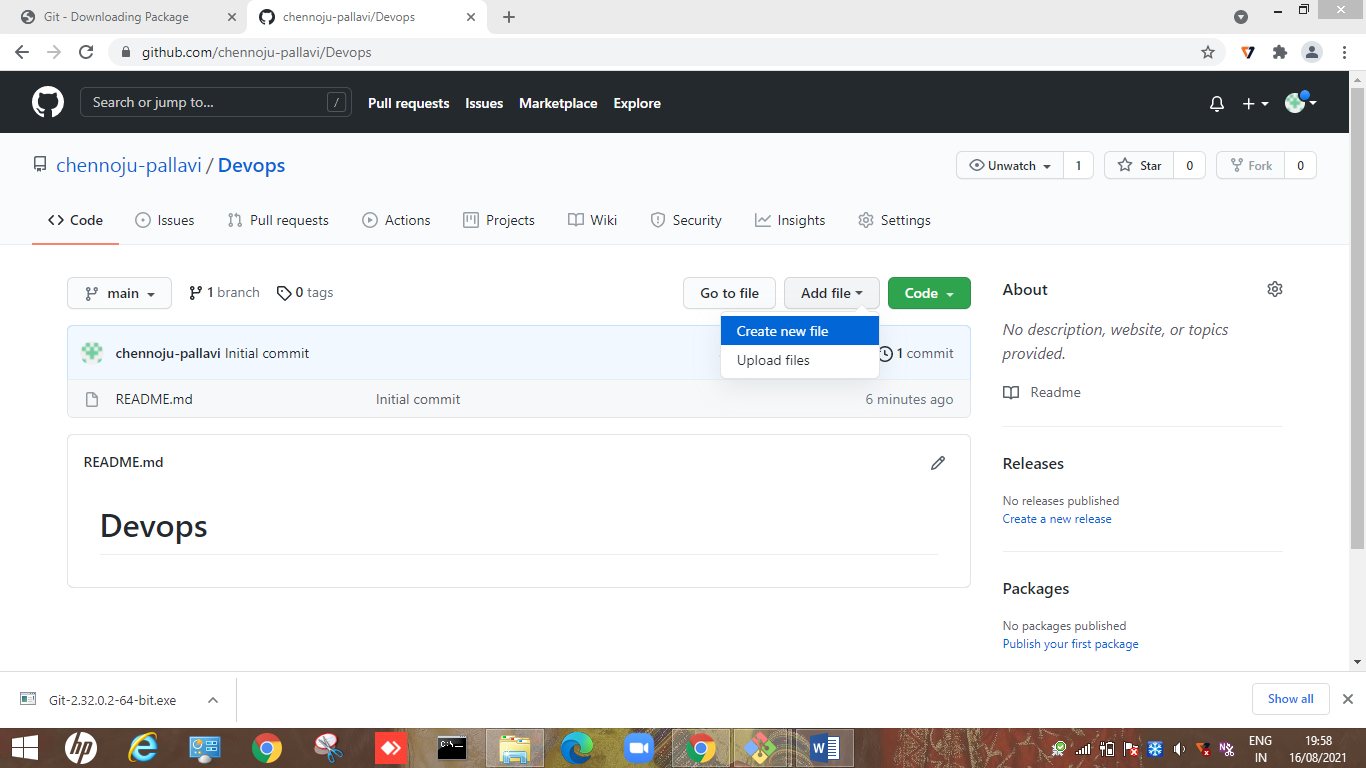 Git - Downloading Package
chennoju-pallavi/Devops
github.com/chennoju-pallavi/Devops
Search or jump to... /
Pull requests Issues Marketplace Explore
chennoju-pallavi / Devops
Unwatch 1 Star 0 Fork 0
Code Issues Pull requests Actions Projects Wiki Security Insights Settings
main 1 branch 0 tags Go to file Add file Code
Create new file
Upload files
chennoju-pallavi Initial commit 1 commit
README.md Initial commit 6 minutes ago
README.md
Devops
About
No description, website, or topics
provided.
Readme
Releases
No releases published
Create a new release
Packages
No packages published
Publish your first package
Git-2.32.0.2-64-bit.exe Show all
hp
C:\.
ENG
IN
19:58
16/08/2021